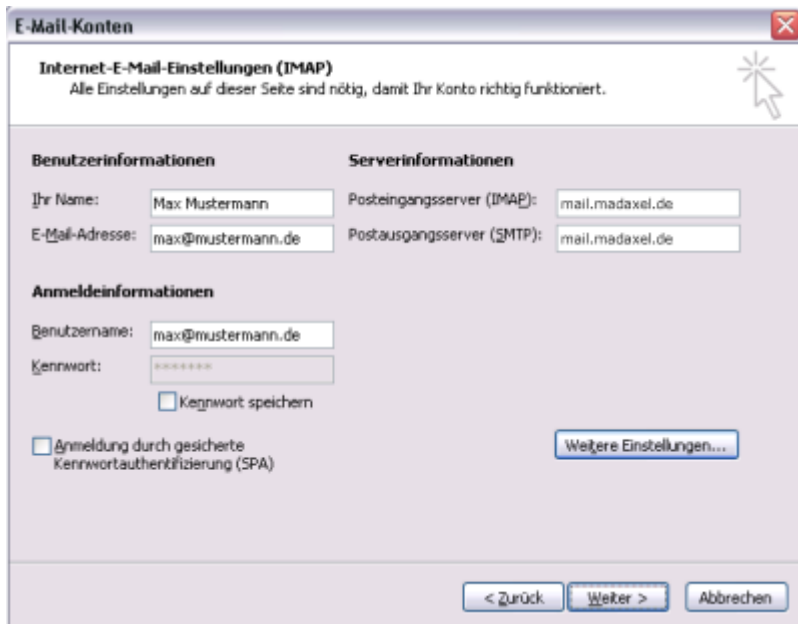 E-Mail-Konten
Internet-E-Mail-Einstellungen (IMAP)
Alle Einstellungen auf dieser Seite sind nötig, damit Ihr Konto richtig funktioniert.
Benutzerinformationen
Ihr Name: Max Mustermann
E-Mail-Adresse: max@mustermann.de
Serverinformationen
Posteingangsserver (IMAP): mail.madaxel.de
Postausgangsserver (SMTP): mail.madaxel.de
Anmeldeinformationen
Benutzername: max@mustermann.de
Kennwort: *******
Kennwort speichern
Anmeldung durch gesicherte
Kennwortauthentifizierung (SPA)
Weitere Einstellungen...
< Zurück
Weiter >
Abbrechen